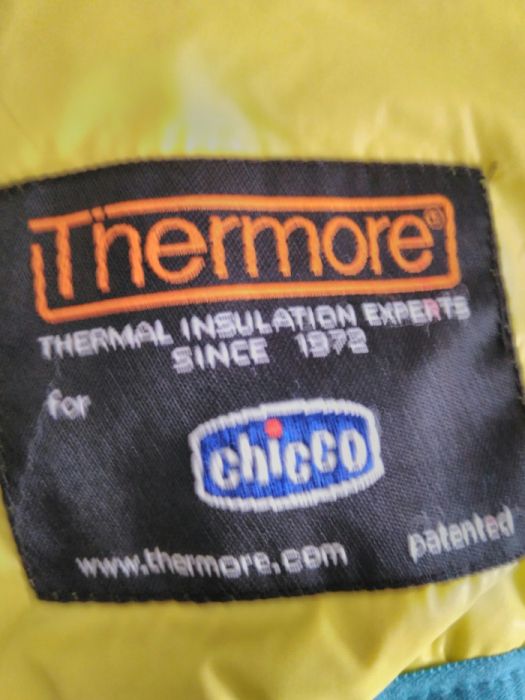 Thermore®
THERMAL INSULATION EXPERTS
SINCE 1972
for
chicco
www.thermore.com
patented